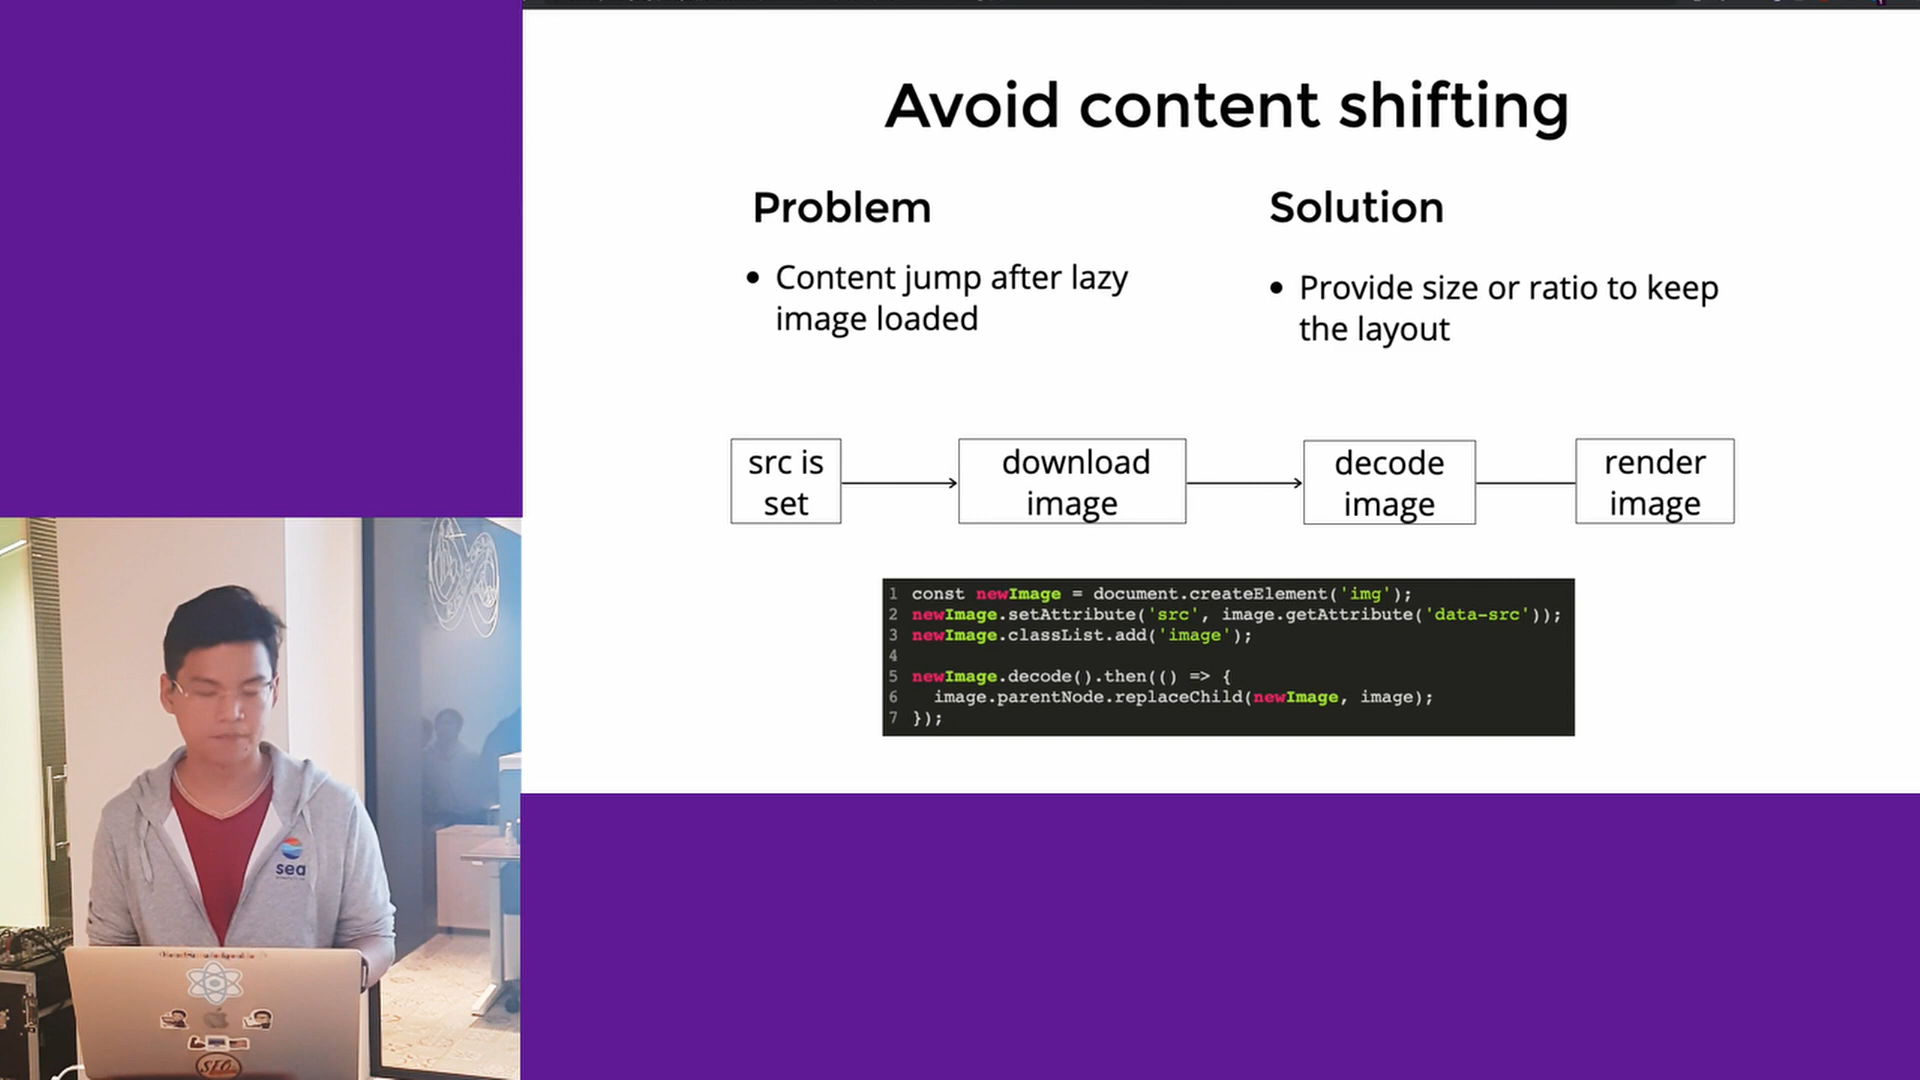 Avoid content shifting
Problem
• Content jump after lazy
image loaded
Solution
• Provide size or ratio to keep
the layout
src is
set
download
image
decode
image
render
image
1 const newImage = document.createElement('img');
2 newImage.setAttribute('src', image.getAttribute('data-src'));
3 newImage.classList.add('image');
4
5 newImage.decode().then(() => {
6   image.parentNode.replaceChild(newImage, image);
7 });
sea
SFO